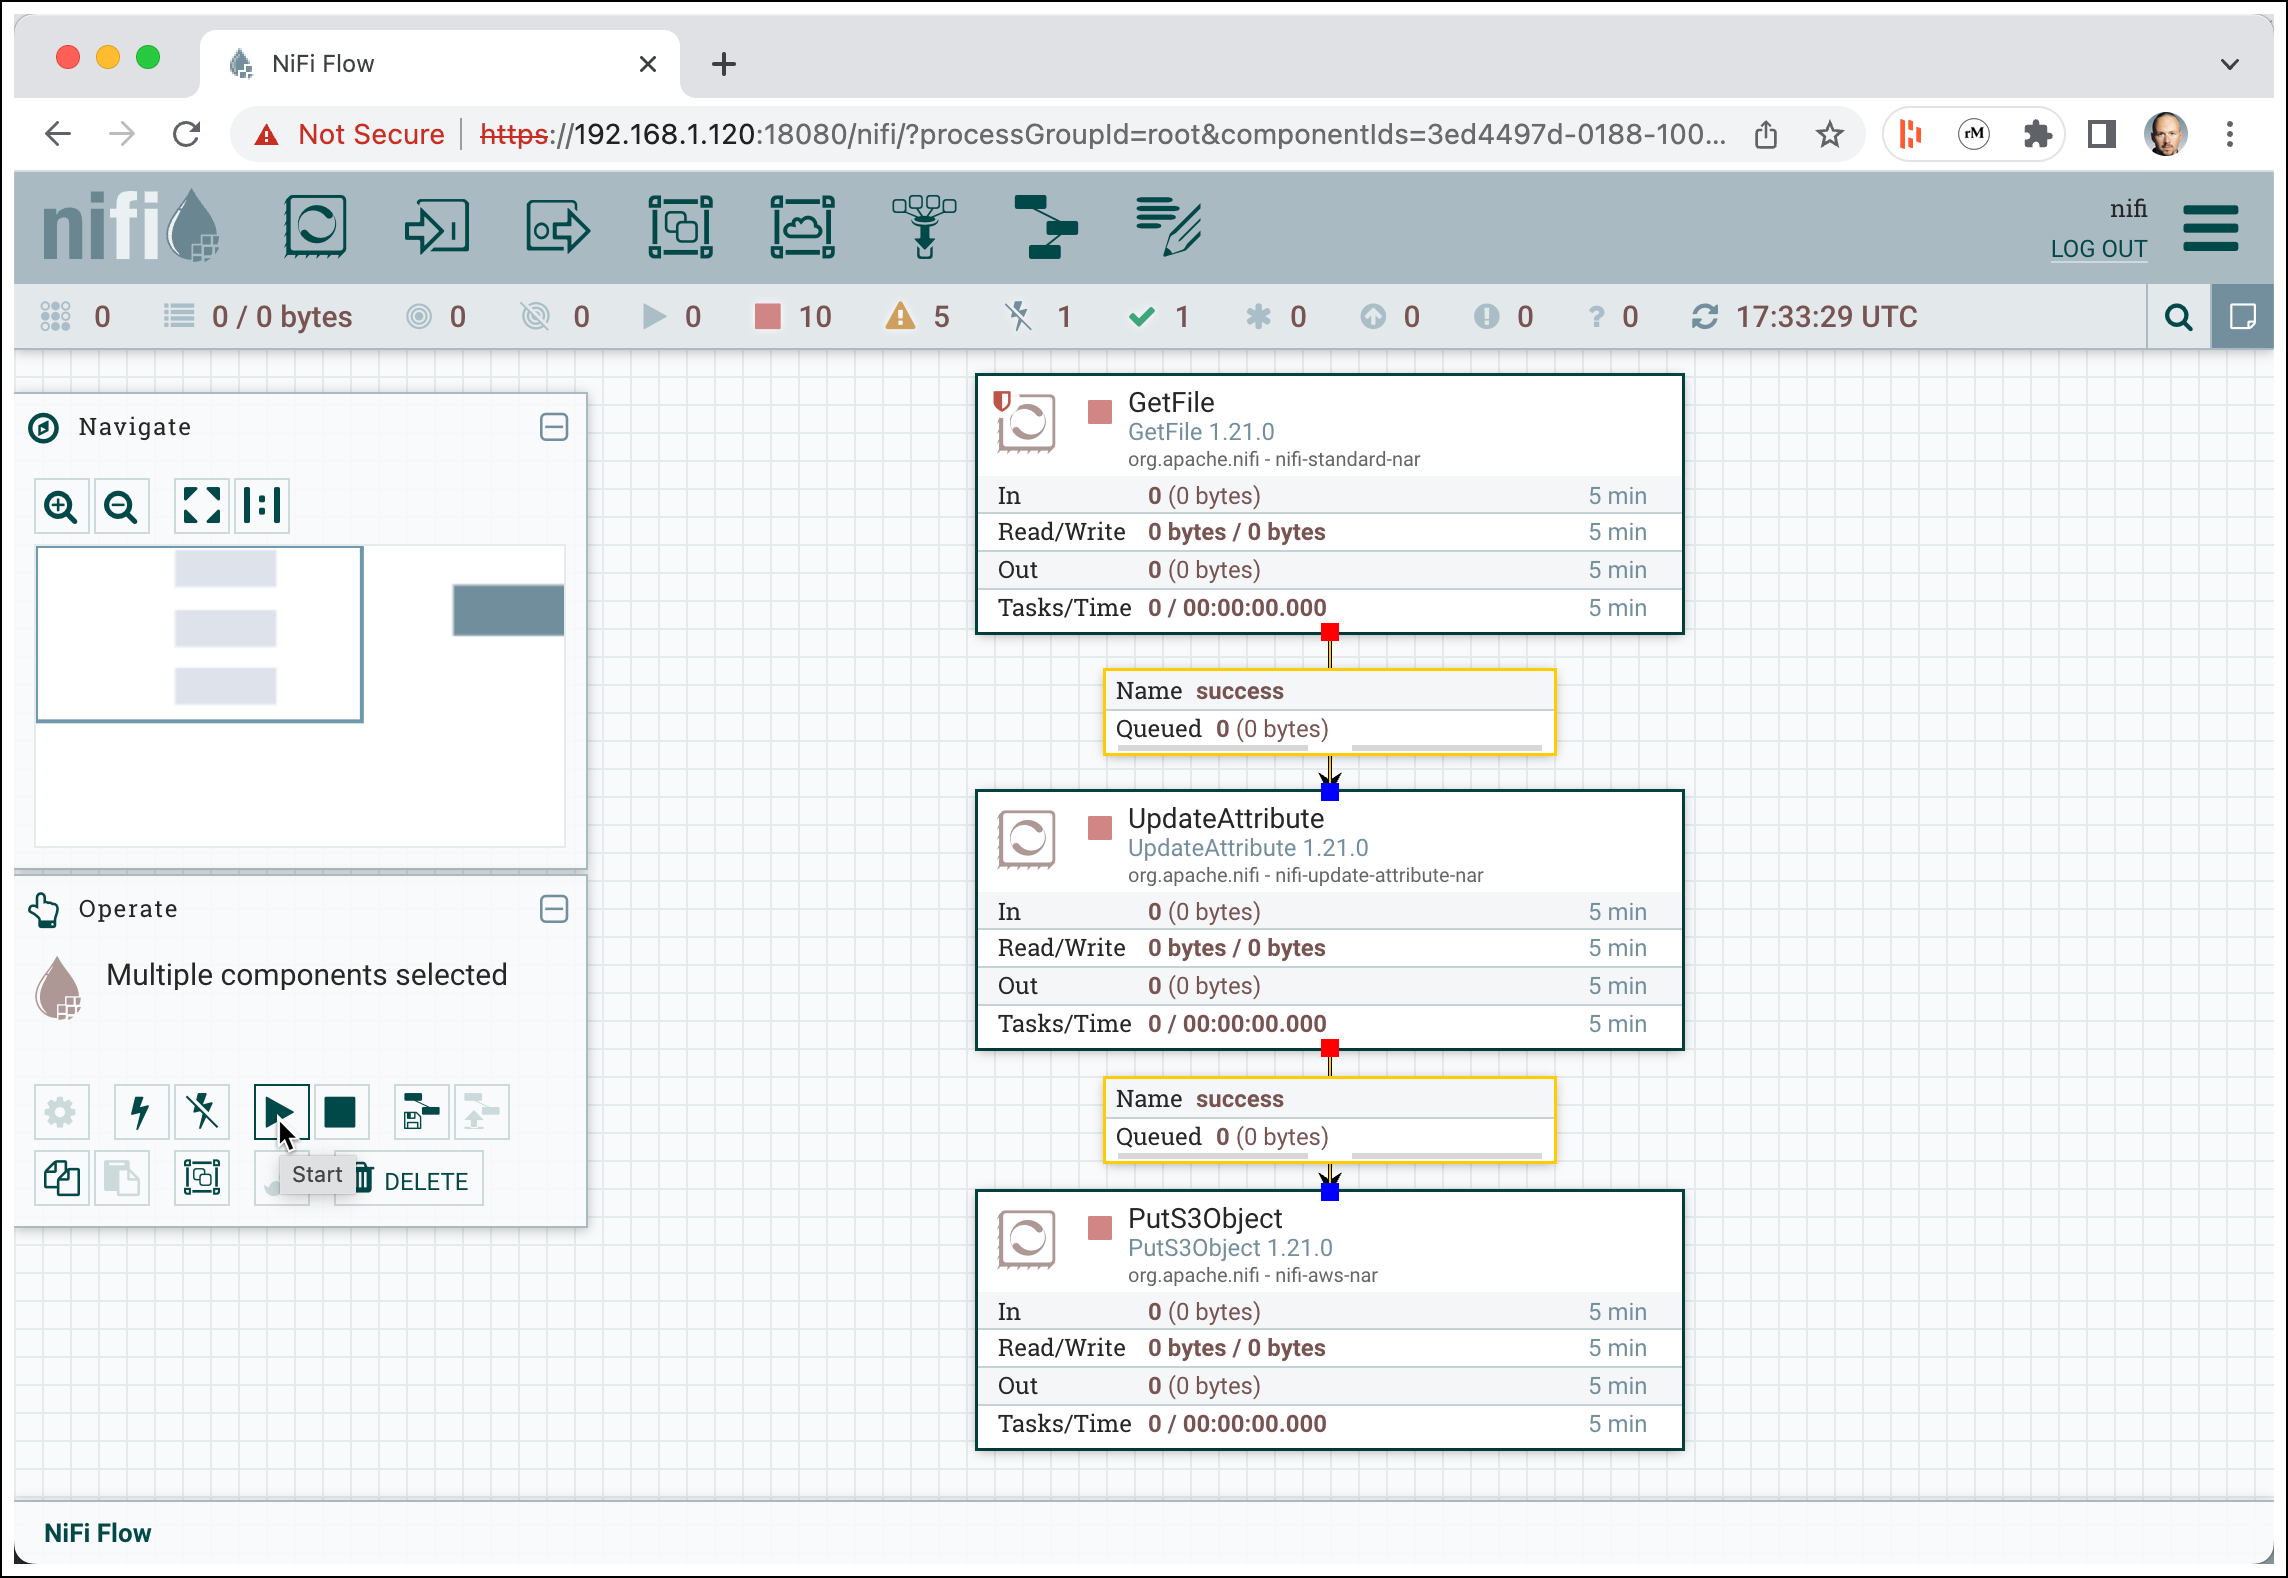 NiFi Flow
Not Secure https://192.168.1.120:18080/nifi/?processGroupId=root&componentIds=3ed4497d-0188-100... rM
nifi
nifi
LOG OUT
0 0 / 0 bytes 0 0 0 10 5 1 1 0 0 0 ? 0 17:33:29 UTC
Navigate
Operate
Multiple components selected
Start
DELETE
GetFile
GetFile 1.21.0
org.apache.nifi - nifi-standard-nar
In 0 (0 bytes) 5 min
Read/Write 0 bytes / 0 bytes 5 min
Out 0 (0 bytes) 5 min
Tasks/Time 0 / 00:00:00.000 5 min
Name success
Queued 0 (0 bytes)
UpdateAttribute
UpdateAttribute 1.21.0
org.apache.nifi - nifi-update-attribute-nar
In 0 (0 bytes) 5 min
Read/Write 0 bytes / 0 bytes 5 min
Out 0 (0 bytes) 5 min
Tasks/Time 0 / 00:00:00.000 5 min
Name success
Queued 0 (0 bytes)
PutS3Object
PutS3Object 1.21.0
org.apache.nifi - nifi-aws-nar
In 0 (0 bytes) 5 min
Read/Write 0 bytes / 0 bytes 5 min
Out 0 (0 bytes) 5 min
Tasks/Time 0 / 00:00:00.000 5 min
NiFi Flow